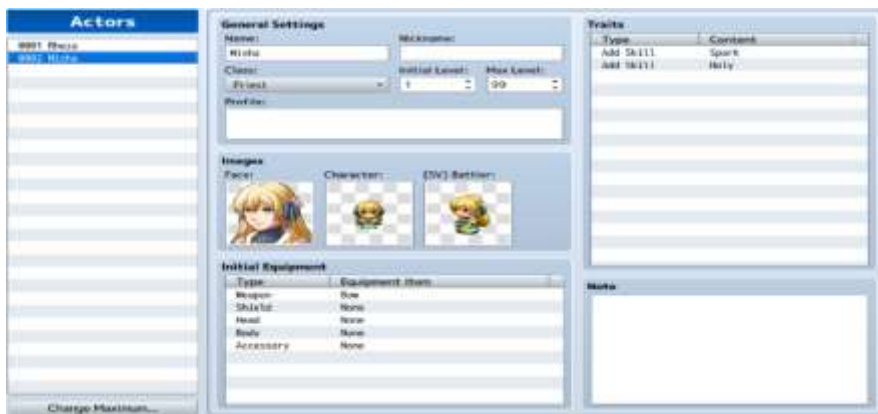 Actors
0001 Rheza
0002 Misha
Change Maximum...
General Settings
Name: Nickname:
Misha
Class: Initial Level: Max Level:
Priest 1 99
Profile:
Images
Face: Character: [SV] Battler:
Initial Equipment
Type Equipment Item
Weapon Bow
Shield None
Head None
Body None
Accessory None
Traits
Type Content
Add Skill Spark
Add Skill Holy
Note